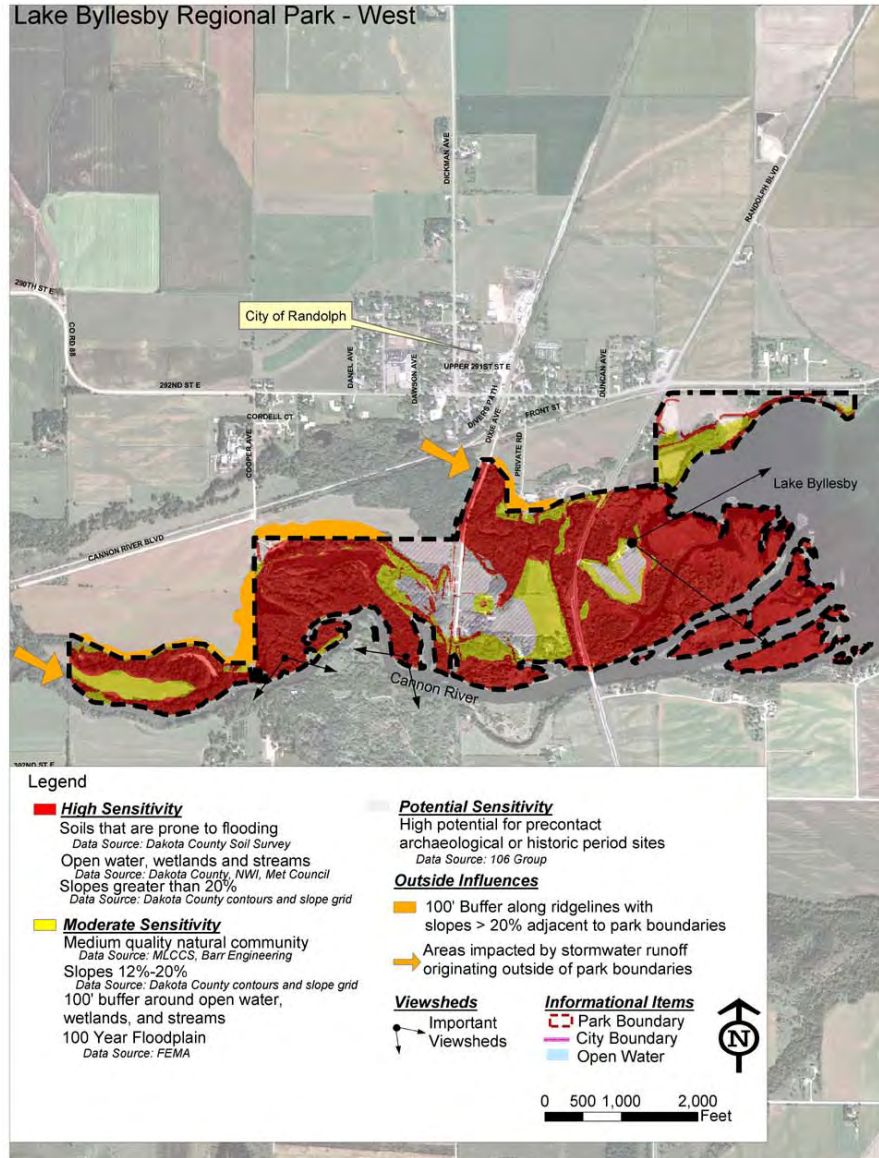 Lake Byllesby Regional Park - West
DICKMAN AVE
RANDOLPH BLVD
290TH ST E
City of Randolph
CO RD 88
DANEL AVE
DAWSON AVE
UPPER 291ST ST E
DUNCAN AVE
292ND ST E
DIVERS PATH
FRONT ST
CORDELL CT
DIXIE AVE
COOPER AVE
PRIVATE RD
Lake Byllesby
CANNON RIVER BLVD
Cannon River
302ND ST E
Legend
High Sensitivity
Soils that are prone to flooding
Data Source: Dakota County Soil Survey
Open water, wetlands and streams
Data Source: Dakota County, NWI, Met Council
Slopes greater than 20%
Data Source: Dakota County contours and slope grid
Moderate Sensitivity
Medium quality natural community
Data Source: MLCCS, Barr Engineering
Slopes 12%-20%
Data Source: Dakota County contours and slope grid
100' buffer around open water,
wetlands, and streams
100 Year Floodplain
Data Source: FEMA
Potential Sensitivity
High potential for precontact
archaeological or historic period sites
Data Source: 106 Group
Outside Influences
100' Buffer along ridgelines with
slopes > 20% adjacent to park boundaries
Areas impacted by stormwater runoff
originating outside of park boundaries
Viewsheds
Important
Viewsheds
Informational Items
Park Boundary
City Boundary
Open Water
N
0 500 1,000 2,000
Feet